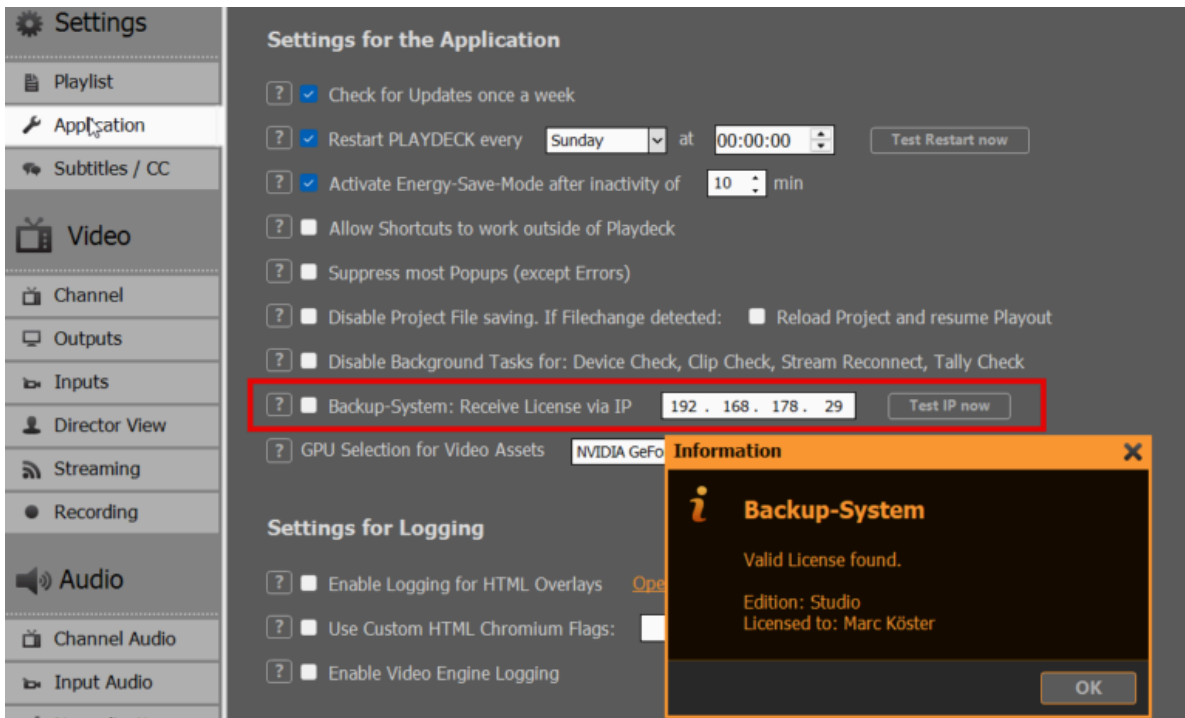 Settings
Playlist
Application
Subtitles / CC
Video
Channel
Outputs
Inputs
Director View
Streaming
Recording
Audio
Channel Audio
Input Audio
Settings for the Application
? Check for Updates once a week
? Restart PLAYDECK every Sunday at 00:00:00 Test Restart now
? Activate Energy-Save-Mode after inactivity of 10 min
? Allow Shortcuts to work outside of Playdeck
? Suppress most Popups (except Errors)
? Disable Project File saving. If Filechange detected: Reload Project and resume Playout
? Disable Background Tasks for: Device Check, Clip Check, Stream Reconnect, Tally Check
? Backup-System: Receive License via IP 192 . 168 . 178 . 29 Test IP now
? GPU Selection for Video Assets NVIDIA GeFo
Settings for Logging
? Enable Logging for HTML Overlays Ope
? Use Custom HTML Chromium Flags:
? Enable Video Engine Logging
Information
Backup-System
Valid License found.
Edition: Studio
Licensed to: Marc Köster
OK